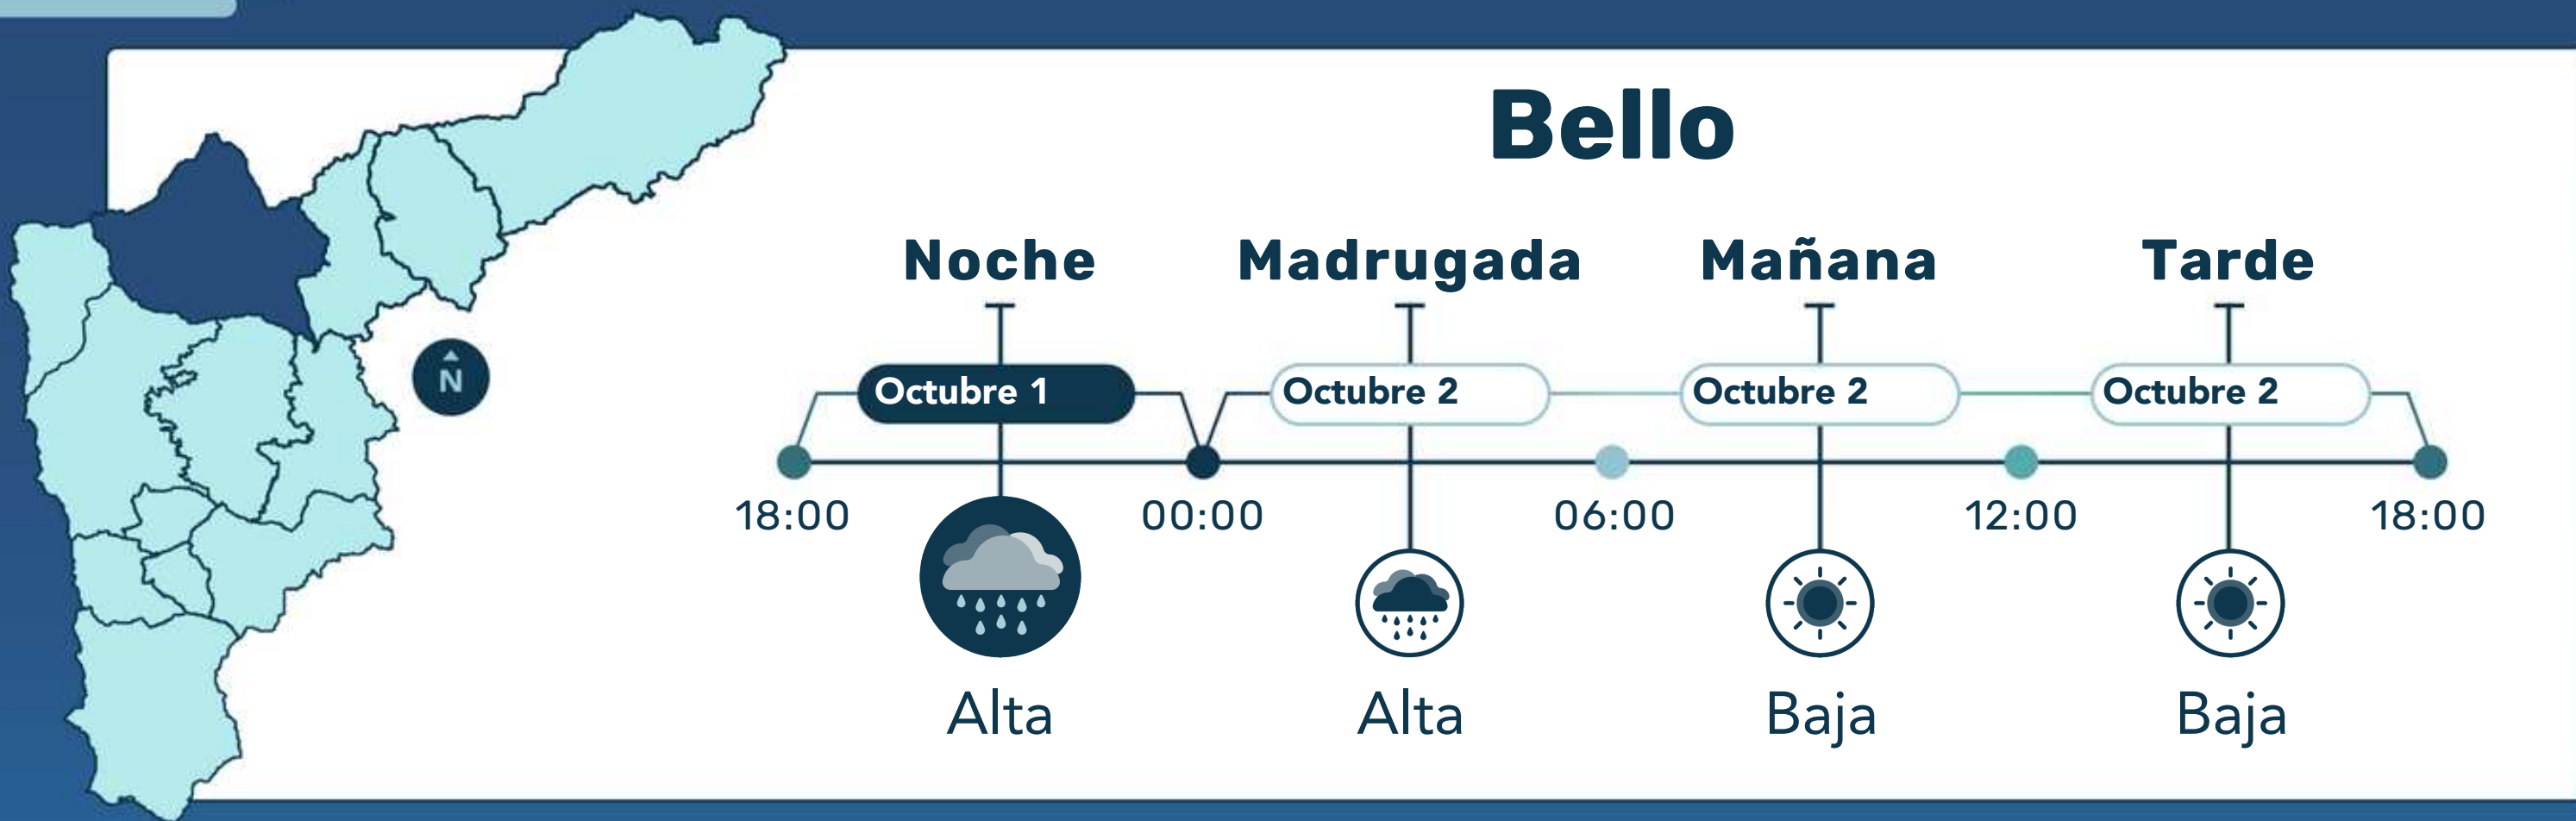 Bello
Noche Madrugada Mañana Tarde
Octubre 1 Octubre 2 Octubre 2 Octubre 2
N
18:00 00:00 06:00 12:00 18:00
Alta Alta Baja Baja